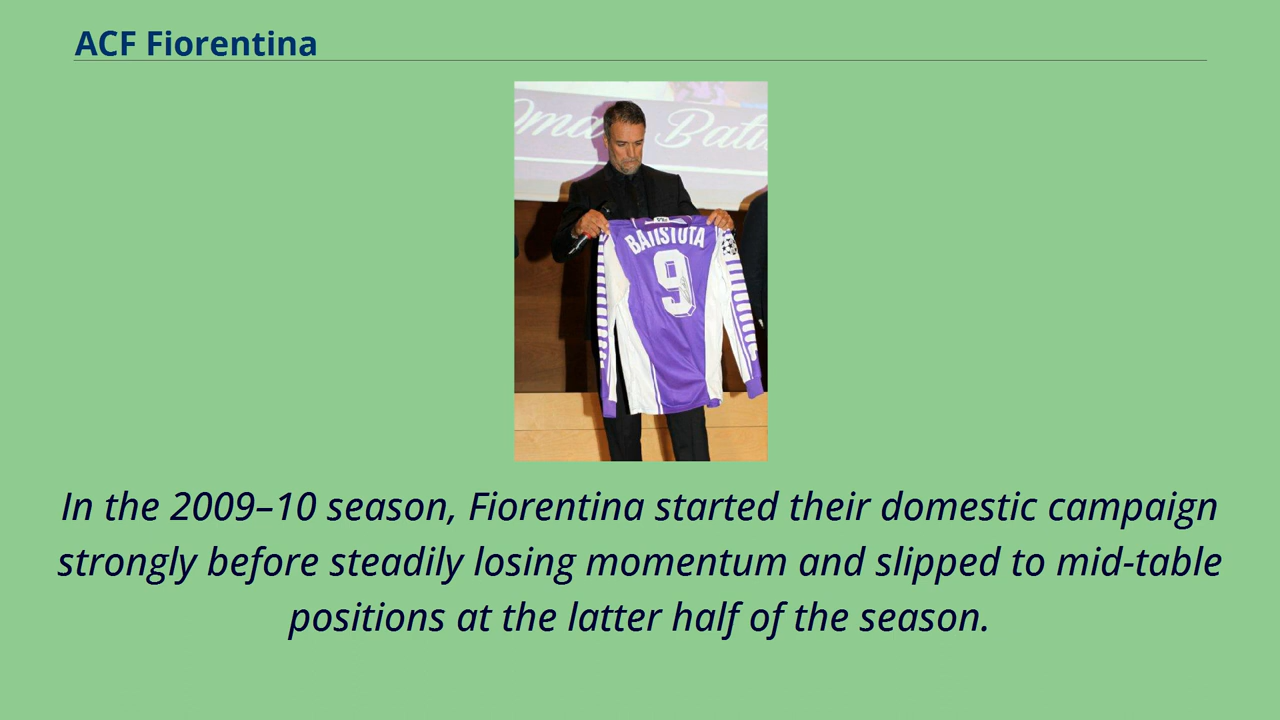 ACF Fiorentina
Bati
BATISTUTA
9
In the 2009–10 season, Fiorentina started their domestic campaign
strongly before steadily losing momentum and slipped to mid-table
positions at the latter half of the season.